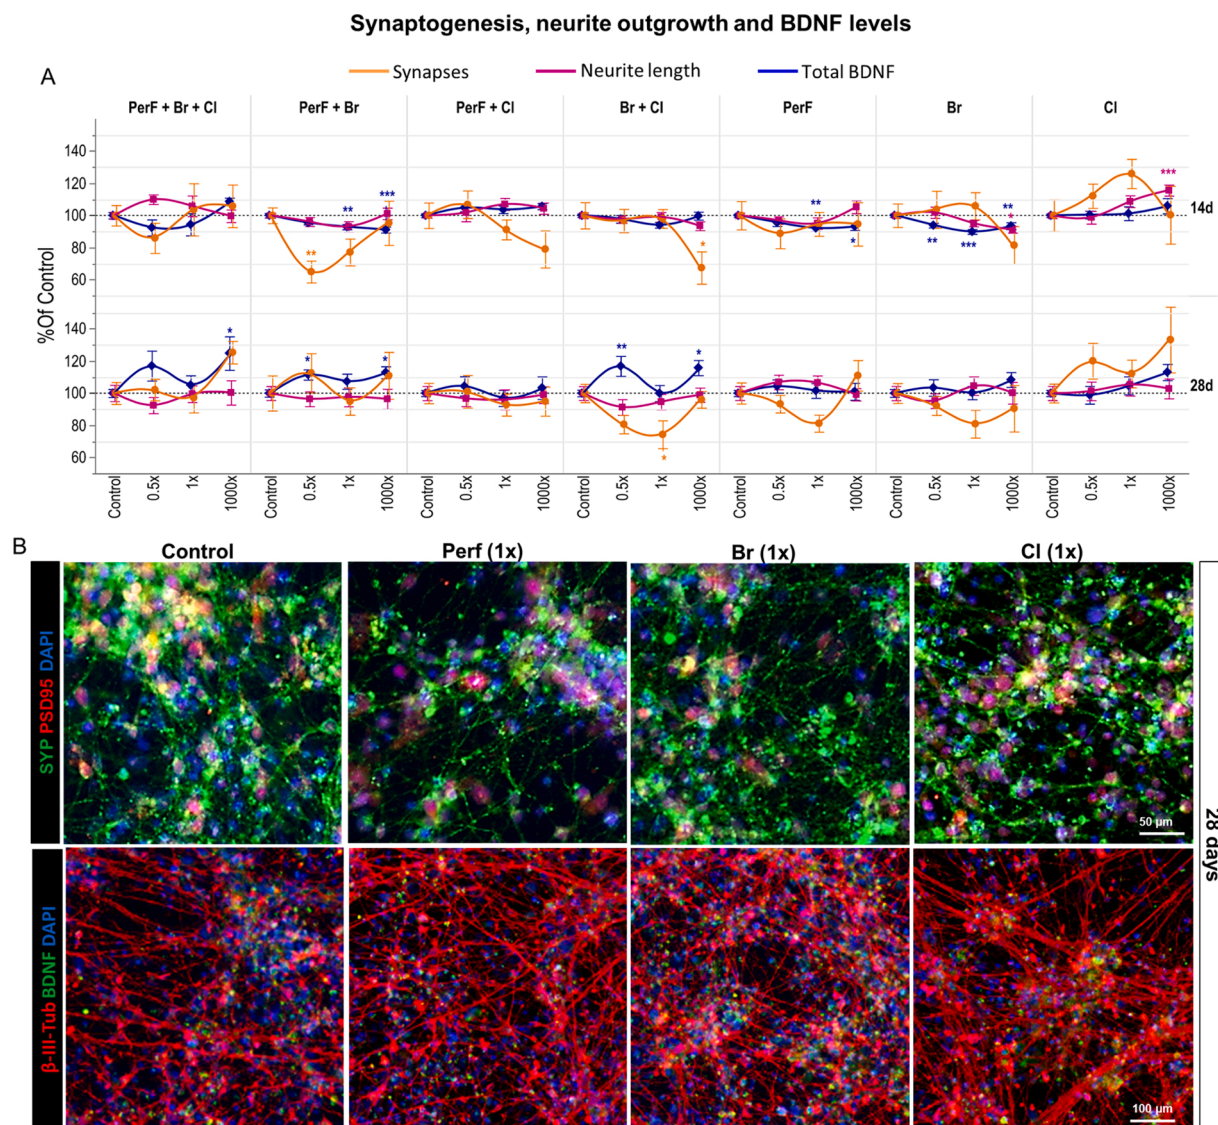 Synaptogenesis, neurite outgrowth and BDNF levels
A
Synapses Neurite length Total BDNF
PerF + Br + Cl PerF + Br PerF + Cl Br + Cl PerF Br Cl
%Of Control
140
120
100
80
60
*** ** ** ** * ** *** ** * * ***
14d
140
120
100
80
60
* * * ** * *
28d
Control 0.5x 1x 1000x Control 0.5x 1x 1000x Control 0.5x 1x 1000x Control 0.5x 1x 1000x Control 0.5x 1x 1000x Control 0.5x 1x 1000x Control 0.5x 1x 1000x
B
Control Perf (1x) Br (1x) Cl (1x)
SYP PSD95 DAPI
50 µm
28 days
β-III-Tub BDNF DAPI
100 µm